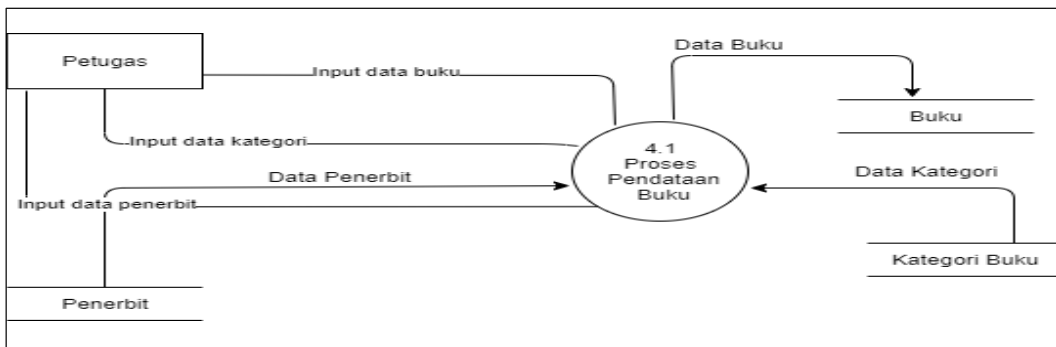 Petugas
Input data buku
Data Buku
Buku
Input data kategori
4.1
Proses
Pendataan
Buku
Data Penerbit
Data Kategori
Input data penerbit
Kategori Buku
Penerbit